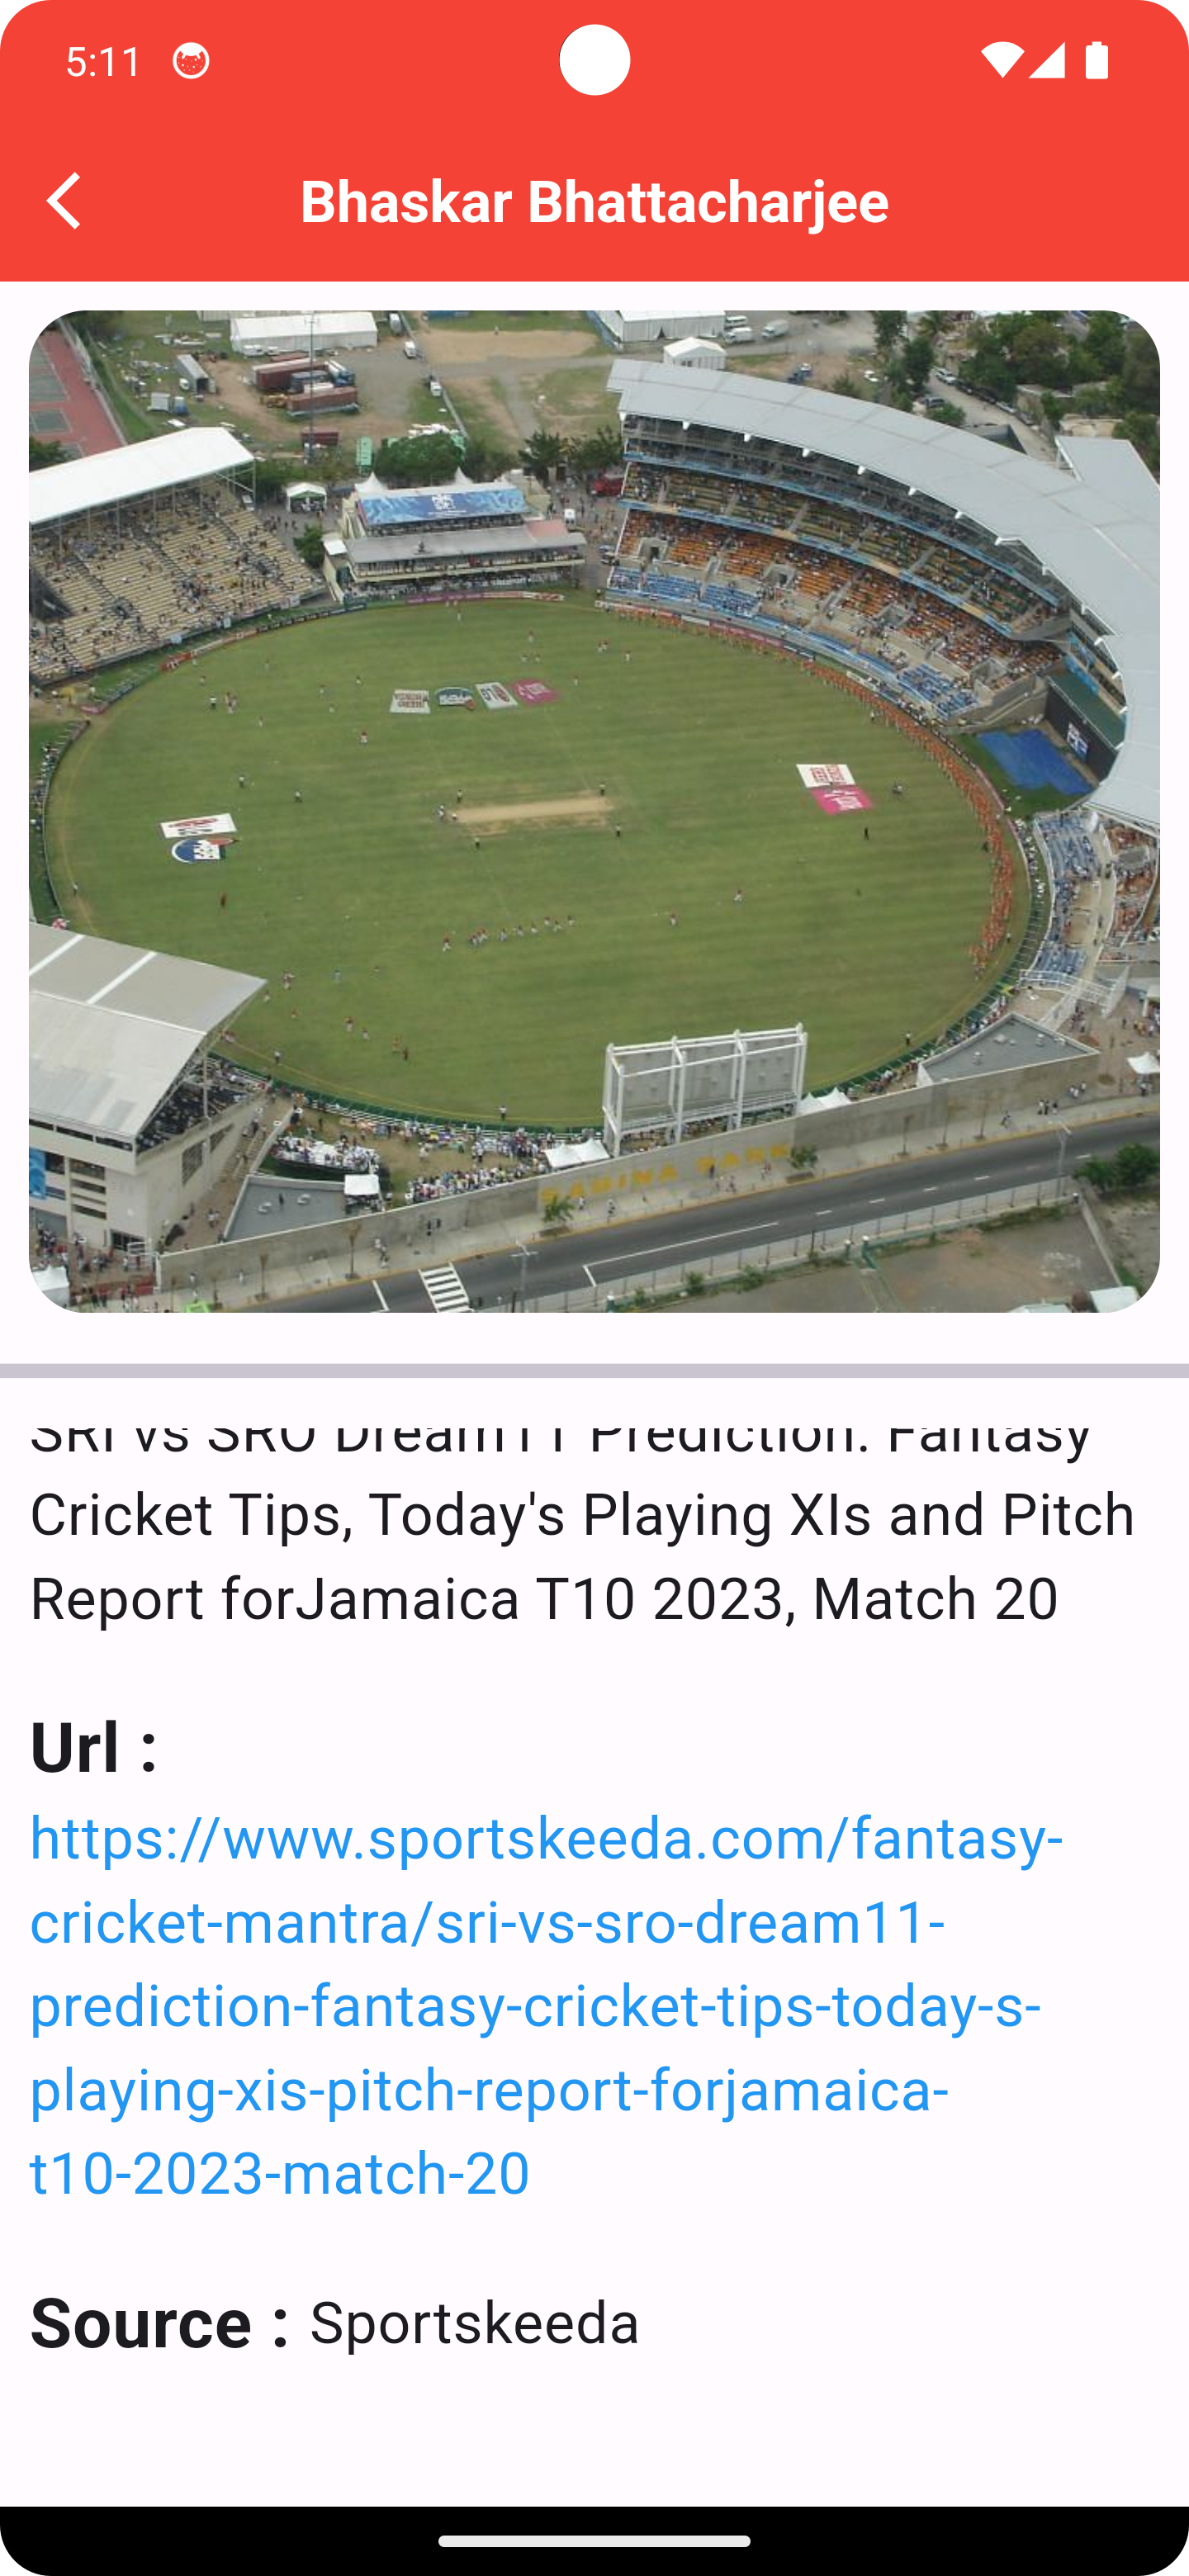 5:11
Bhaskar Bhattacharjee
SABINA PARK
SRI vs SRO Dream11 Prediction: Fantasy
Cricket Tips, Today's Playing XIs and Pitch
Report forJamaica T10 2023, Match 20
Url :
https://www.sportskeeda.com/fantasy-
cricket-mantra/sri-vs-sro-dream11-
prediction-fantasy-cricket-tips-today-s-
playing-xis-pitch-report-forjamaica-
t10-2023-match-20
Source : Sportskeeda